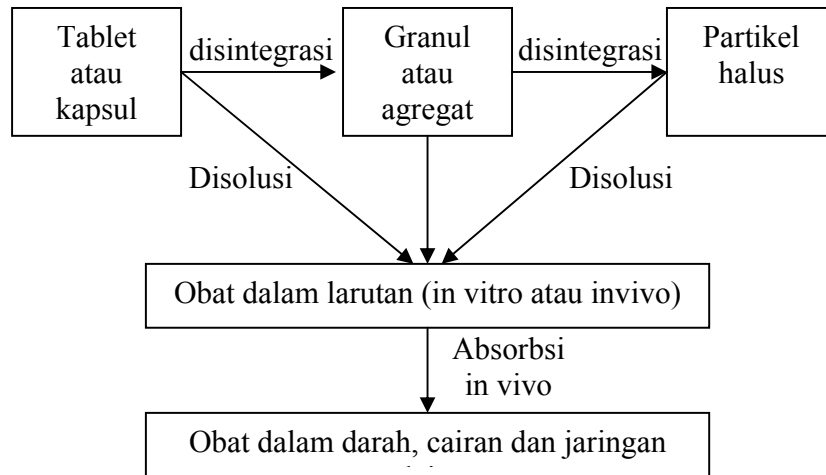 Tablet
atau
kapsul
disintegrasi
Granul
atau
agregat
disintegrasi
Partikel
halus
Disolusi
Disolusi
Obat dalam larutan (in vitro atau invivo)
Absorbsi
in vivo
Obat dalam darah, cairan dan jaringan